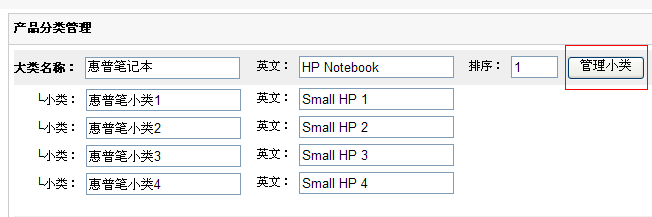 产品分类管理
大类名称： 惠普笔记本 英文： HP Notebook 排序： 1 管理小类
└小类： 惠普笔小类1 英文： Small HP 1
└小类： 惠普笔小类2 英文： Small HP 2
└小类： 惠普笔小类3 英文： Small HP 3
└小类： 惠普笔小类4 英文： Small HP 4